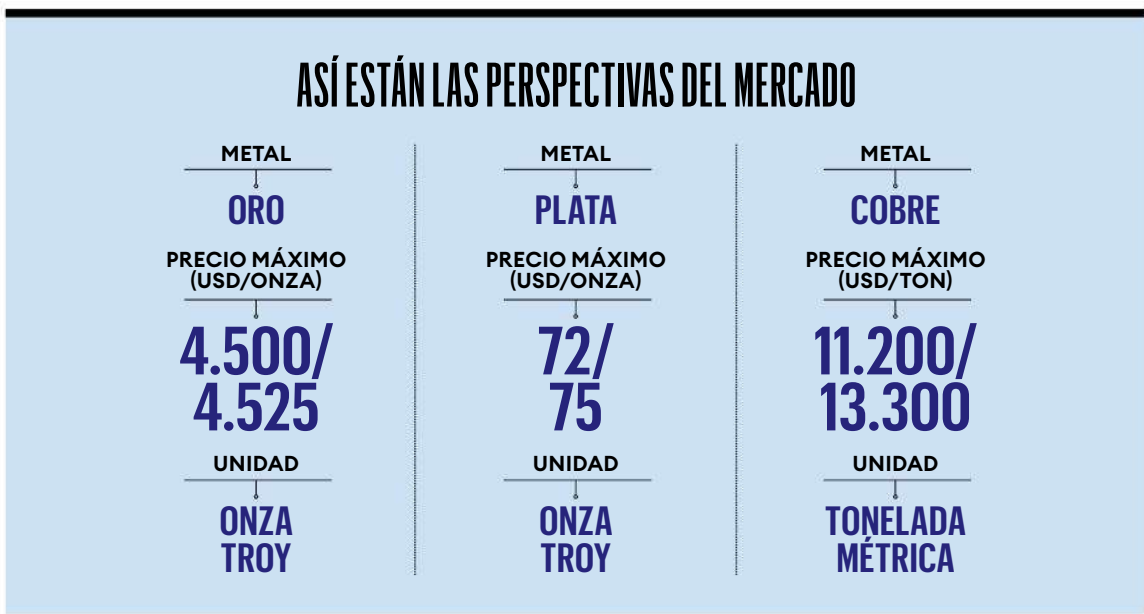 ASÍ ESTÁN LAS PERSPECTIVAS DEL MERCADO
METAL
ORO
PRECIO MÁXIMO
(USD/ONZA)
4.500/
4.525
UNIDAD
ONZA
TROY
METAL
PLATA
PRECIO MÁXIMO
(USD/ONZA)
72/
75
UNIDAD
ONZA
TROY
METAL
COBRE
PRECIO MÁXIMO
(USD/TON)
11.200/
13.300
UNIDAD
TONELADA
MÉTRICA